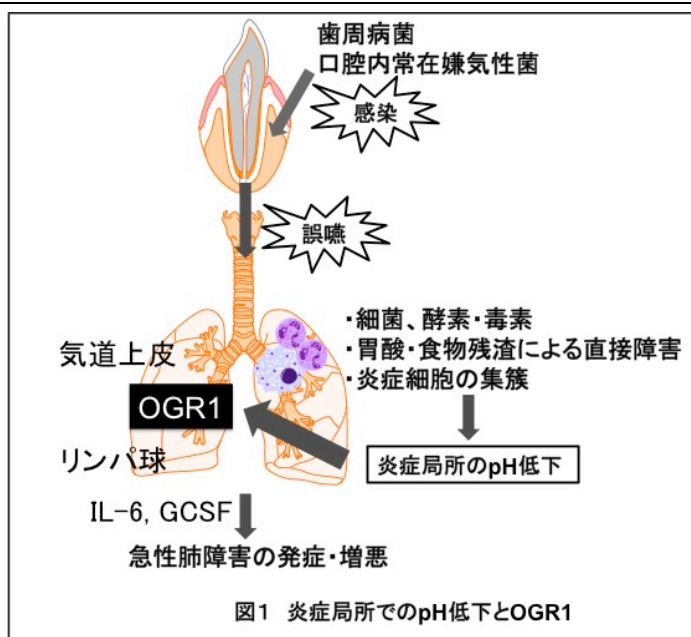 歯周病菌
口腔内常在嫌気性菌
感染
誤嚥
・細菌、酵素・毒素
・胃酸・食物残渣による直接障害
・炎症細胞の集簇
気道上皮
OGR1
リンパ球
炎症局所のpH低下
IL-6, GCSF
急性肺障害の発症・増悪
図1 炎症局所でのpH低下とOGR1